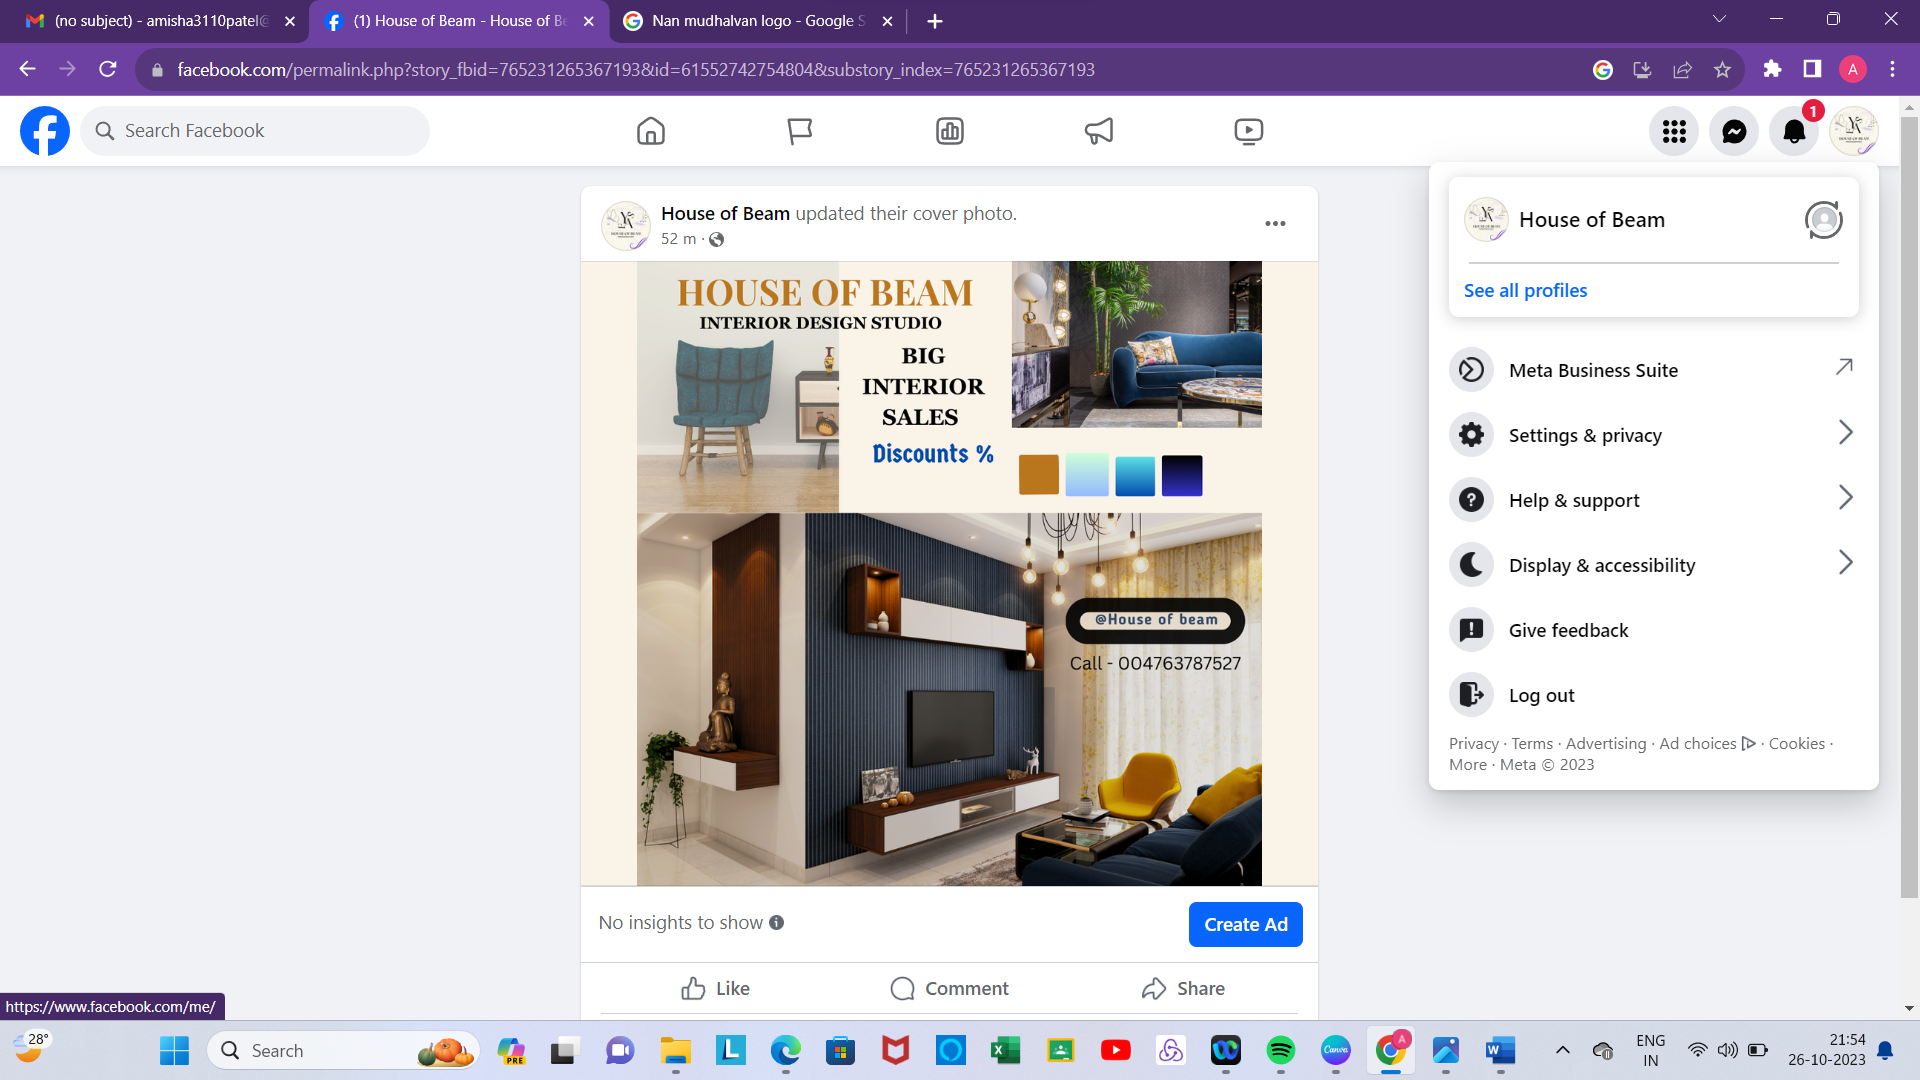 (no subject) - amisha3110patel@
(1) House of Beam - House of Be
Nan mudhalvan logo - Google S
facebook.com/permalink.php?story_fbid=765231265367193&id=61552742754804&substory_index=765231265367193
A
Search Facebook
1
House of Beam updated their cover photo.
52 m ·
HOUSE OF BEAM
INTERIOR DESIGN STUDIO
BIG
INTERIOR
SALES
Discounts %
@House of beam
Call - 004763787527
No insights to show
Create Ad
Like
Comment
Share
House of Beam
See all profiles
Meta Business Suite
Settings & privacy
Help & support
Display & accessibility
Give feedback
Log out
Privacy · Terms · Advertising · Ad choices · Cookies ·
More · Meta © 2023
https://www.facebook.com/me/
28°
Search
PRE
L
Canva
A
W
ENG
IN
21:54
26-10-2023